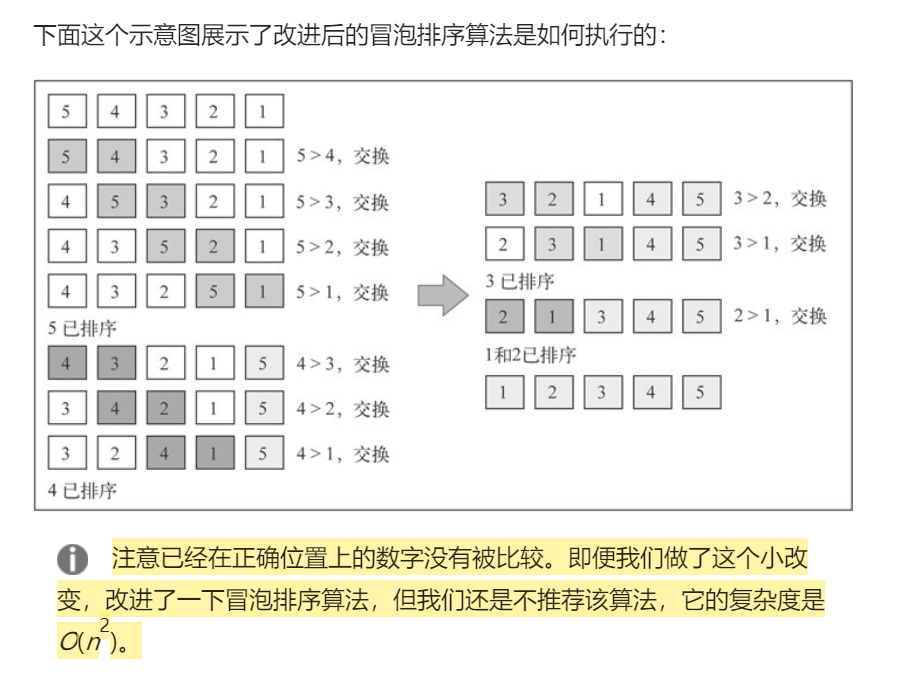 下面这个示意图展示了改进后的冒泡排序算法是如何执行的：
5 4 3 2 1
5 4 3 2 1 5 > 4，交换
4 5 3 2 1 5 > 3，交换
4 3 5 2 1 5 > 2，交换
4 3 2 5 1 5 > 1，交换
5 已排序
4 3 2 1 5 4 > 3，交换
3 4 2 1 5 4 > 2，交换
3 2 4 1 5 4 > 1，交换
4 已排序
3 2 1 4 5 3 > 2，交换
2 3 1 4 5 3 > 1，交换
3 已排序
2 1 3 4 5 2 > 1，交换
1和2已排序
1 2 3 4 5
i 注意已经在正确位置上的数字没有被比较。即便我们做了这个小改
变，改进了一下冒泡排序算法，但我们还是不推荐该算法，它的复杂度是
O(n²)。